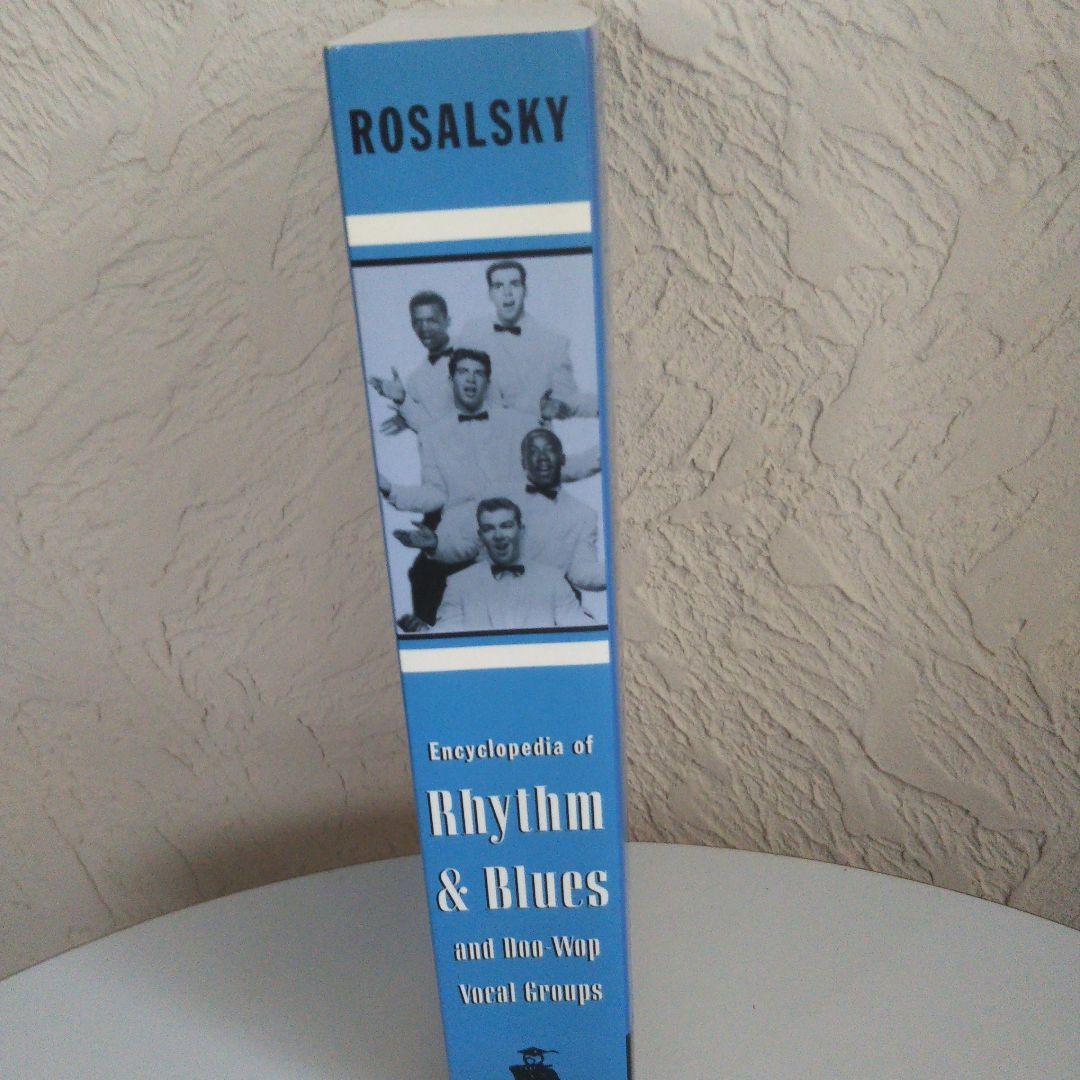 ROSALSKY
Encyclopedia of
Rhythm
& Blues
and Doo-Wop
Vocal Groups